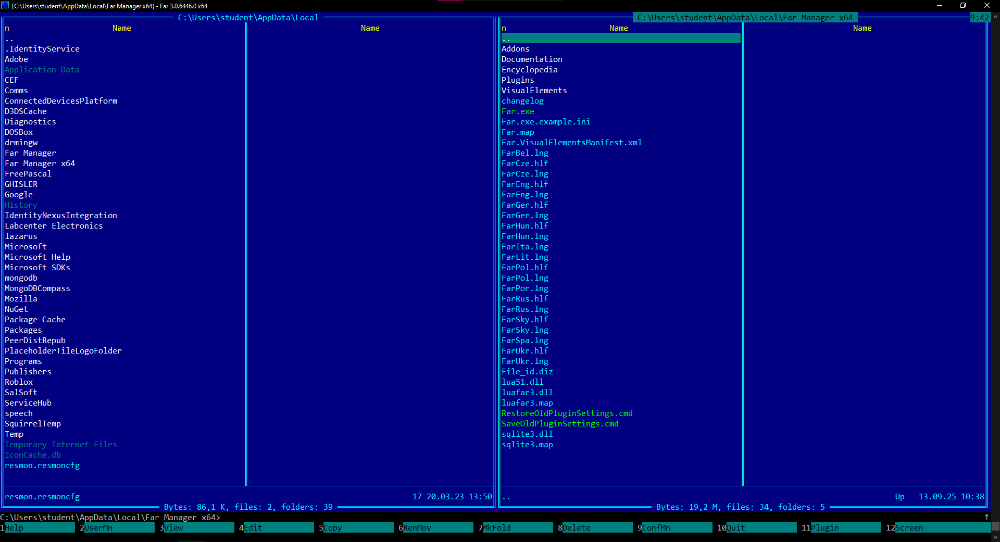 {C:\Users\student\AppData\Local\Far Manager x64} - Far 3.0.6446.0 x64
C:\Users\student\AppData\Local
n Name Name
..
.IdentityService
Adobe
Application Data
CEF
Comms
ConnectedDevicesPlatform
D3DSCache
Diagnostics
DOSBox
drmingw
Far Manager
Far Manager x64
FreePascal
GHISLER
Google
History
IdentityNexusIntegration
Labcenter Electronics
lazarus
Microsoft
Microsoft Help
Microsoft SDKs
mongodb
MongoDBCompass
Mozilla
NuGet
Package Cache
Packages
PeerDistRepub
PlaceholderTileLogoFolder
Programs
Publishers
Roblox
SalSoft
ServiceHub
speech
SquirrelTemp
Temp
Temporary Internet Files
IconCache.db
resmon.resmoncfg
resmon.resmoncfg 17 20.03.23 13:50
Bytes: 86,1 K, files: 2, folders: 39
C:\Users\student\AppData\Local\Far Manager x64 9:42
n Name Name
..
Addons
Documentation
Encyclopedia
Plugins
VisualElements
changelog
Far.exe
Far.exe.example.ini
Far.map
Far.VisualElementsManifest.xml
FarBel.lng
FarCze.hlf
FarCze.lng
FarEng.hlf
FarEng.lng
FarGer.hlf
FarGer.lng
FarHun.hlf
FarHun.lng
FarIta.lng
FarLit.lng
FarPol.hlf
FarPol.lng
FarPor.lng
FarRus.hlf
FarRus.lng
FarSky.hlf
FarSky.lng
FarSpa.lng
FarUkr.hlf
FarUkr.lng
File_id.diz
lua51.dll
luafar3.dll
luafar3.map
RestoreOldPluginSettings.cmd
SaveOldPluginSettings.cmd
sqlite3.dll
sqlite3.map
.. Up 13.09.25 10:38
Bytes: 19,2 M, files: 34, folders: 5
C:\Users\student\AppData\Local\Far Manager x64> ↑
1Help 2UserMn 3View 4Edit 5Copy 6RenMov 7MkFold 8Delete 9ConfMn 10Quit 11Plugin 12Screen